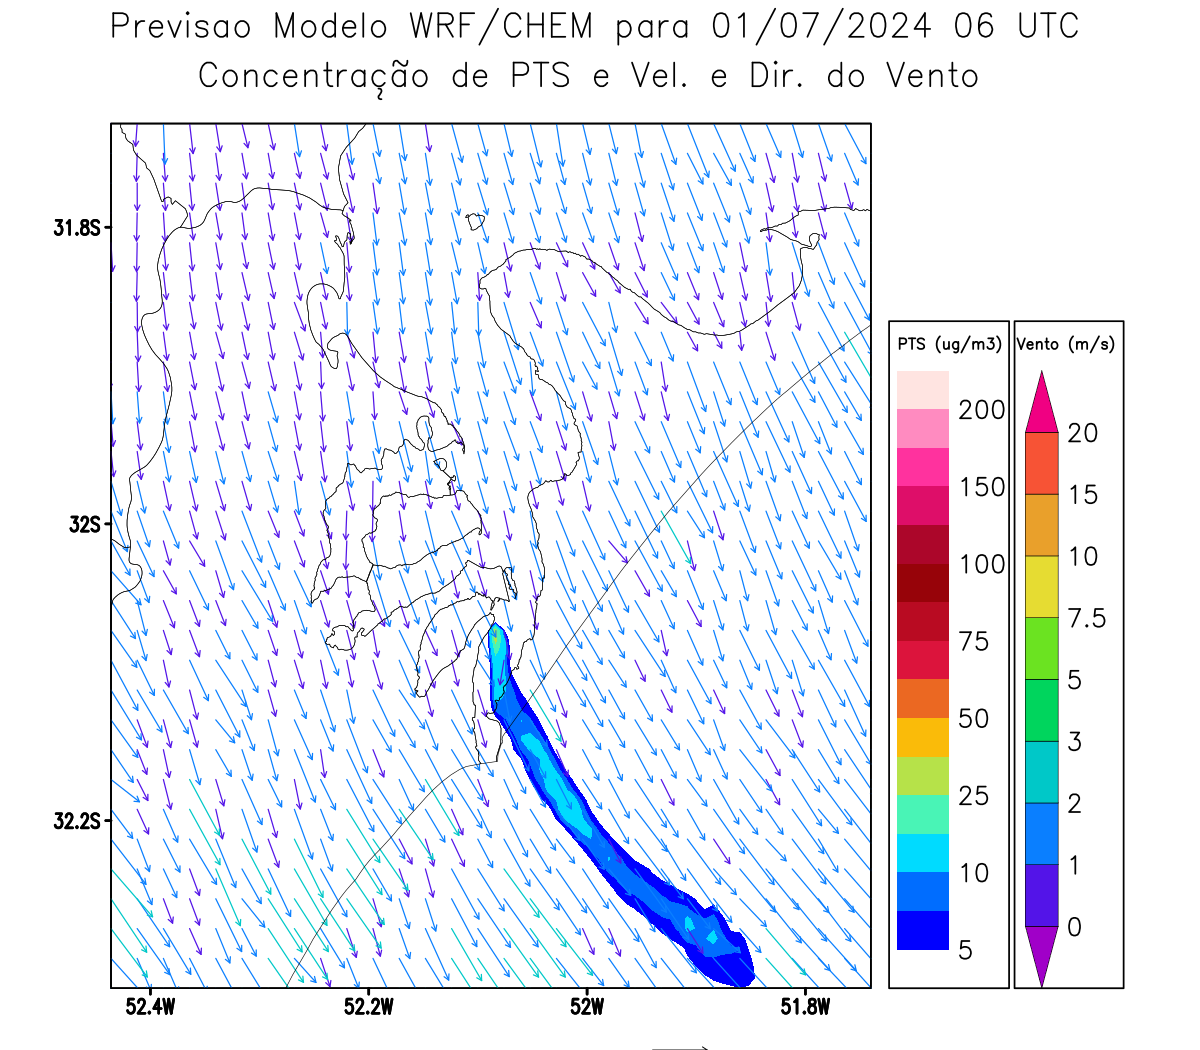 Previsao Modelo WRF/CHEM para 01/07/2024 06 UTC
Concentração de PTS e Vel. e Dir. do Vento
31.8S
32S
32.2S
52.4W 52.2W 52W 51.8W
PTS (ug/m3)
200
150
100
75
50
25
10
5
Vento (m/s)
20
15
10
7.5
5
3
2
1
0